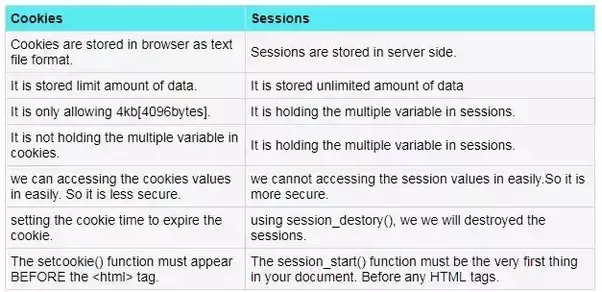 Cookies Sessions
Cookies are stored in browser as text
file format.
Sessions are stored in server side.
It is stored limit amount of data.
It is stored unlimited amount of data
It is only allowing 4kb[4096bytes].
It is holding the multiple variable in sessions.
It is not holding the multiple variable in
cookies.
It is holding the multiple variable in sessions.
we can accessing the cookies values
in easily. So it is less secure.
we cannot accessing the session values in easily.So it is
more secure.
setting the cookie time to expire the
cookie.
using session_destory(), we we will destroyed the
sessions.
The setcookie() function must appear
BEFORE the <html> tag.
The session_start() function must be the very first thing
in your document. Before any HTML tags.